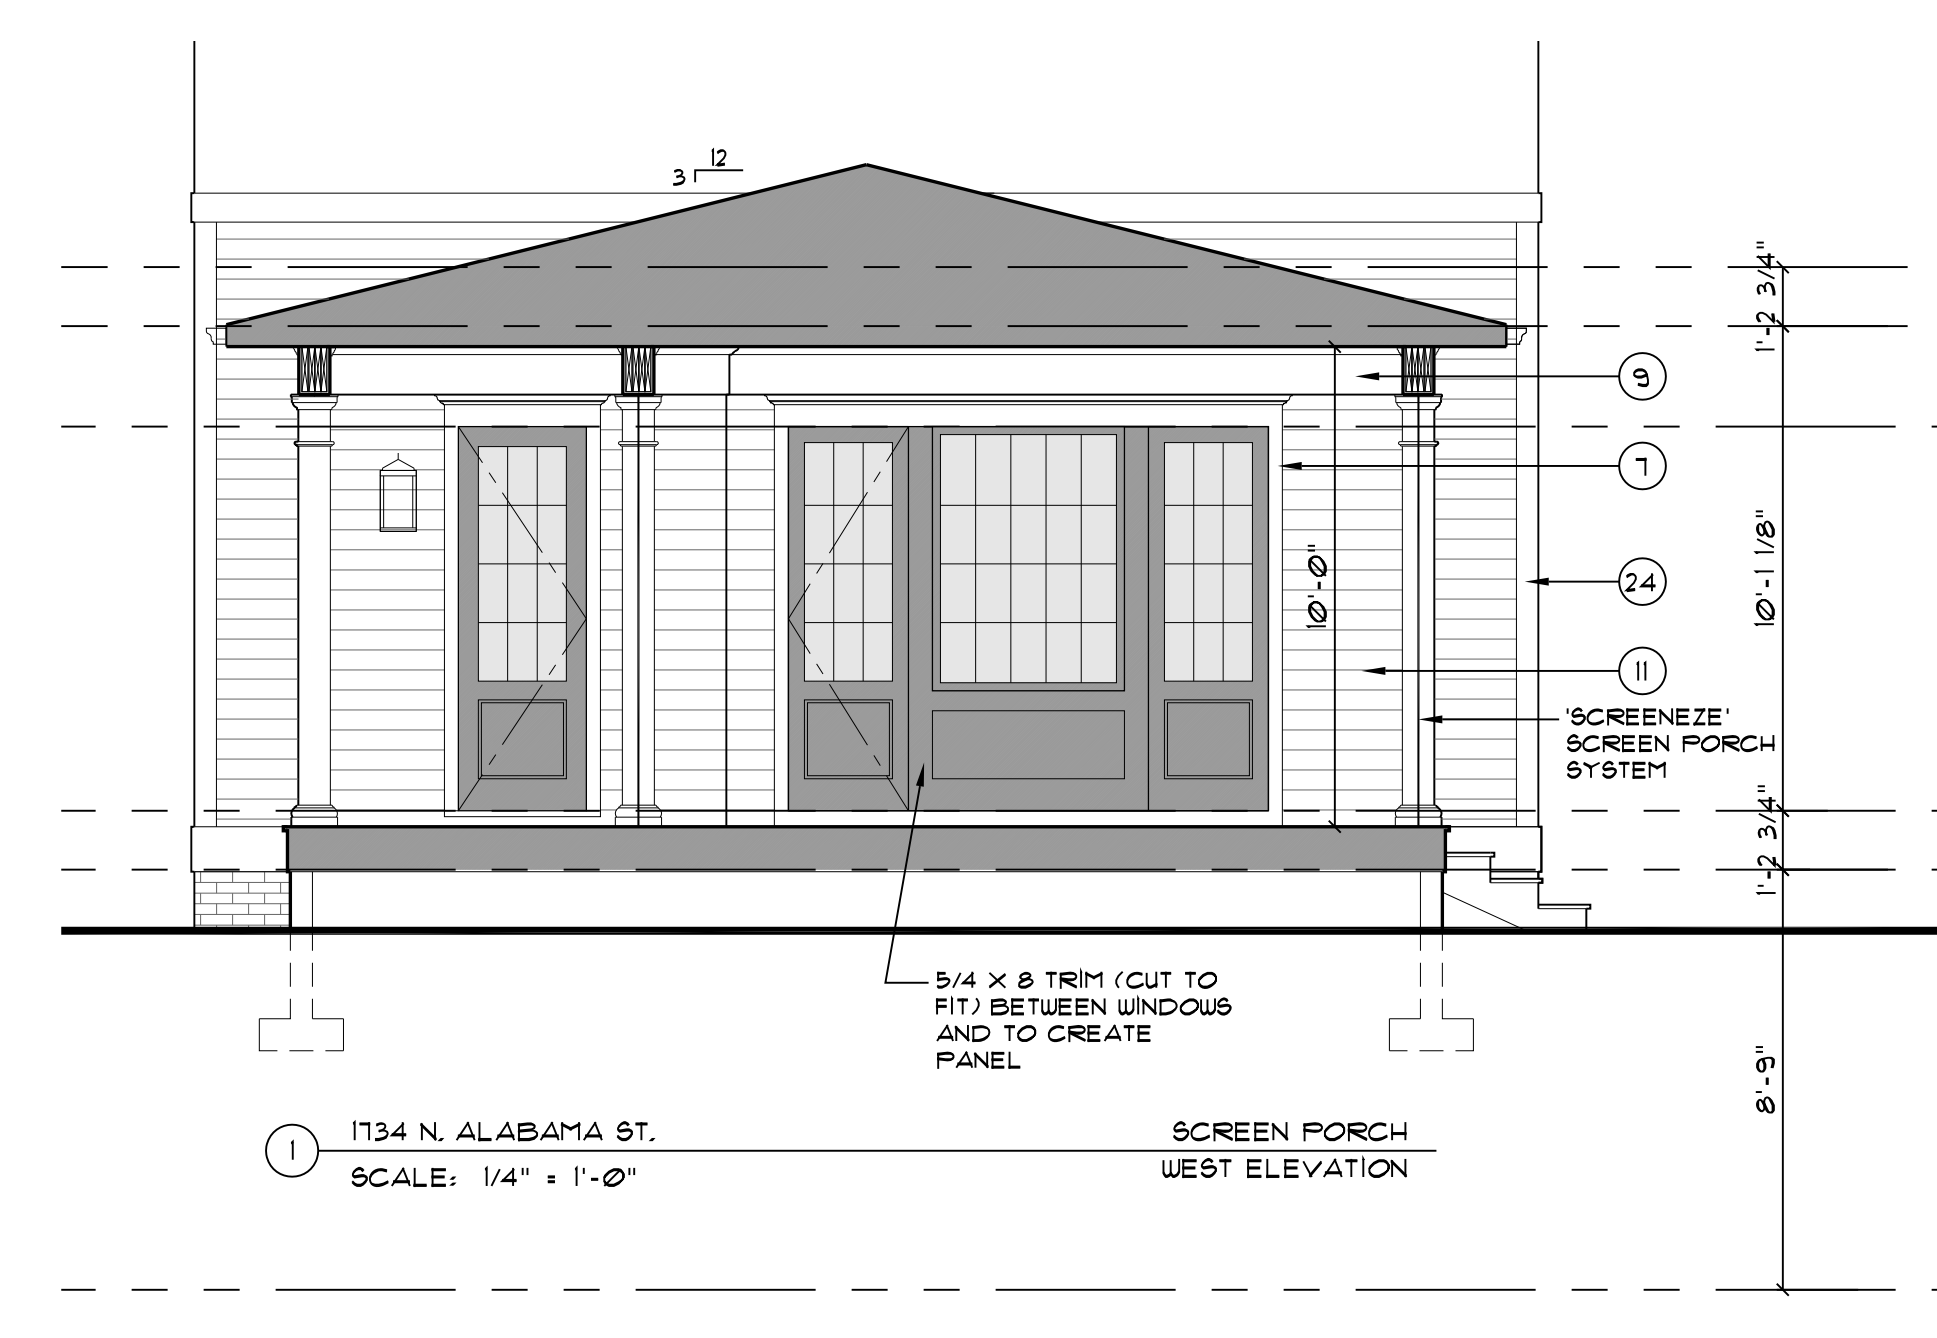 12
3
1'-2 3/4"
9
7
10'-1 1/8"
10'-0"
24
11
'SCREENEZE'
SCREEN PORCH
SYSTEM
1'-2 3/4"
5/4 X 8 TRIM (CUT TO
FIT) BETWEEN WINDOWS
AND TO CREATE
PANEL
8'-9"
1
1734 N. ALABAMA ST.
SCREEN PORCH
SCALE: 1/4" = 1'-0"
WEST ELEVATION